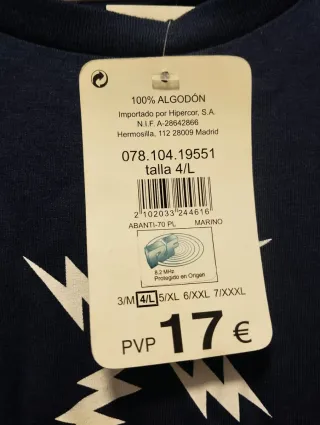 100% ALGODÓN
Importado por Hipercor, S.A.
N.I.F. A-28642866
Hermosilla, 112 28009 Madrid
078.104.19551
talla 4/L
2 102033 244616
ABANTI-70 PL MARINO
8.2 MHz
Protegido en Origen
3/M 4/L 5/XL 6/XXL 7/XXXL
PVP 17 €